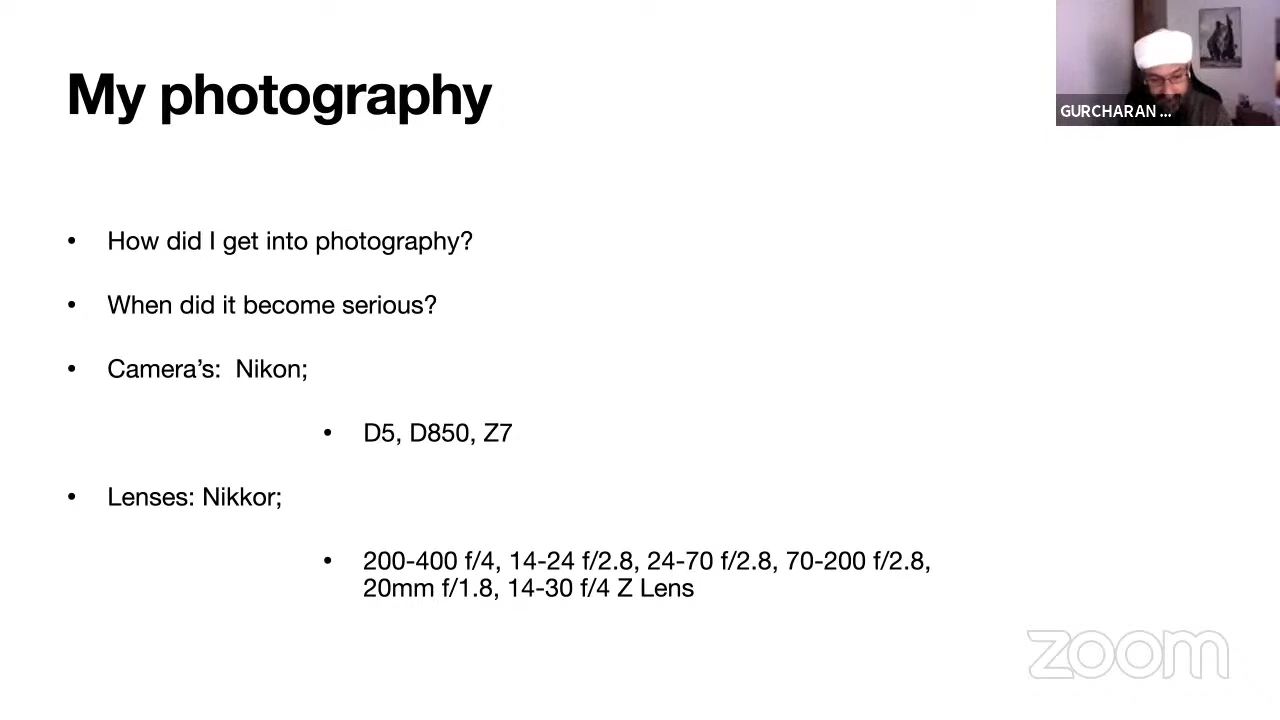 My photography
GURCHARAN ...
• How did I get into photography?
• When did it become serious?
• Camera’s:  Nikon;
• D5, D850, Z7
• Lenses: Nikkor;
• 200-400 f/4, 14-24 f/2.8, 24-70 f/2.8, 70-200 f/2.8,
20mm f/1.8, 14-30 f/4 Z Lens
zoom